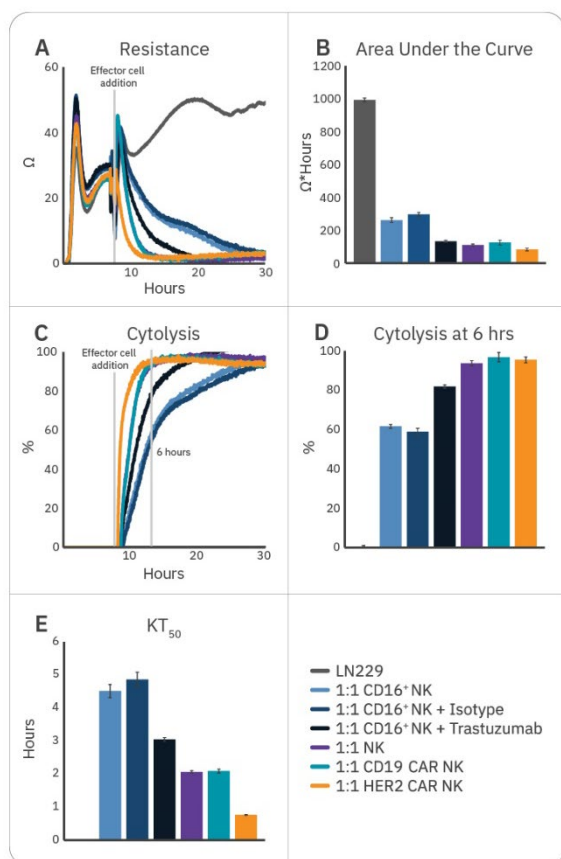 A
Resistance
Effector cell
addition
60
40
20
0
Ω
10
20
30
Hours
B
Area Under the Curve
1200
1000
800
600
400
200
0
Ω*Hours
C
Cytolysis
Effector cell
addition
100
80
60
40
20
0
%
6 hours
10
20
30
Hours
D
Cytolysis at 6 hrs
100
80
60
40
20
0
%
E
KT50
6
5
4
3
2
1
0
Hours
LN229
1:1 CD16⁺ NK
1:1 CD16⁺ NK + Isotype
1:1 CD16⁺ NK + Trastuzumab
1:1 NK
1:1 CD19 CAR NK
1:1 HER2 CAR NK